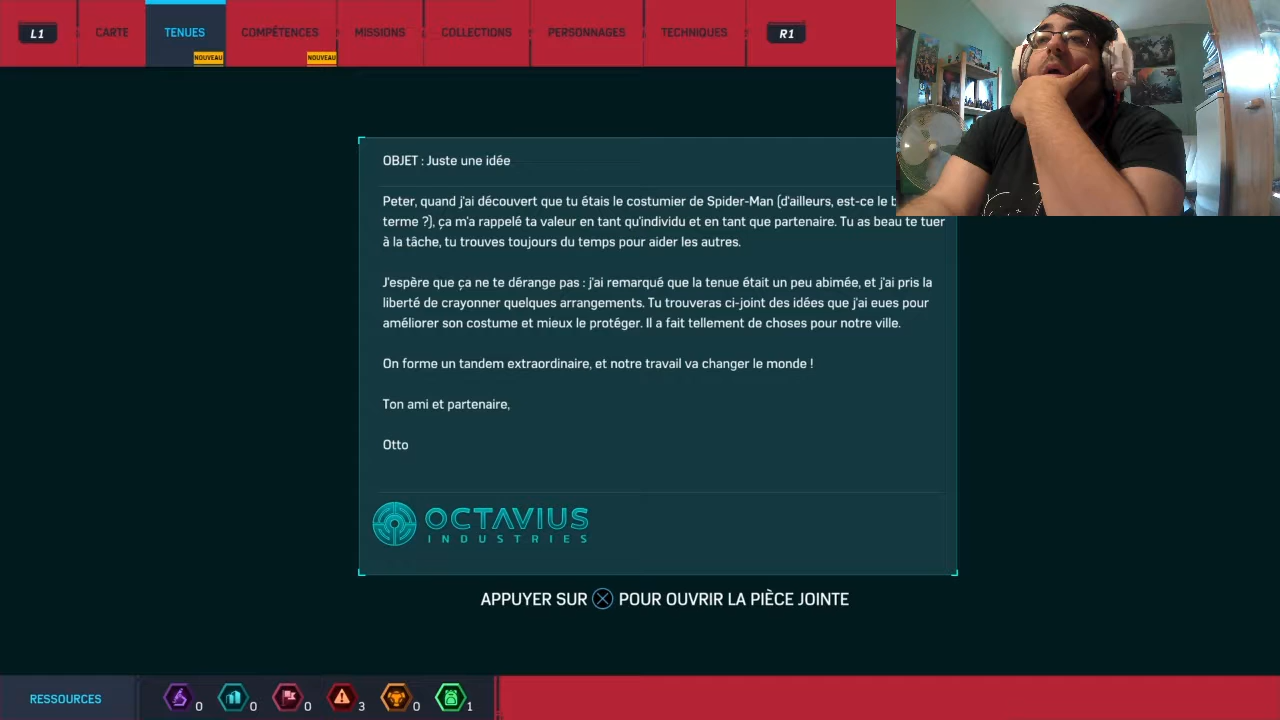 L1
CARTE
TENUES
COMPÉTENCES
MISSIONS
COLLECTIONS
PERSONNAGES
TECHNIQUES
R1
NOUVEAU
NOUVEAU
OBJET : Juste une idée
Peter, quand j'ai découvert que tu étais le costumier de Spider-Man (d'ailleurs, est-ce le
terme ?), ça m'a rappelé ta valeur en tant qu'individu et en tant que partenaire. Tu as beau te tuer
à la tâche, tu trouves toujours du temps pour aider les autres.
J'espère que ça ne te dérange pas : j'ai remarqué que la tenue était un peu abimée, et j'ai pris la
liberté de crayonner quelques arrangements. Tu trouveras ci-joint des idées que j'ai eues pour
améliorer son costume et mieux le protéger. Il a fait tellement de choses pour notre ville.
On forme un tandem extraordinaire, et notre travail va changer le monde !
Ton ami et partenaire,
Otto
OCTAVIUS
INDUSTRIES
APPUYER SUR POUR OUVRIR LA PIÈCE JOINTE
RESSOURCES
0
0
0
3
0
1